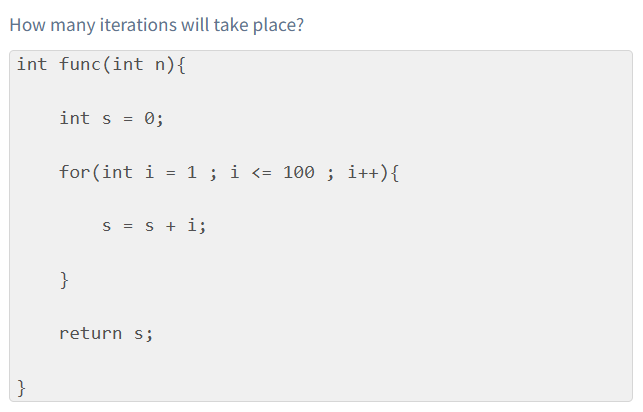 How many iterations will take place?
int func(int n){
int s = 0;
for(int i = 1 ; i <= 100 ; i++){
s = s + i;
}
return s;
}